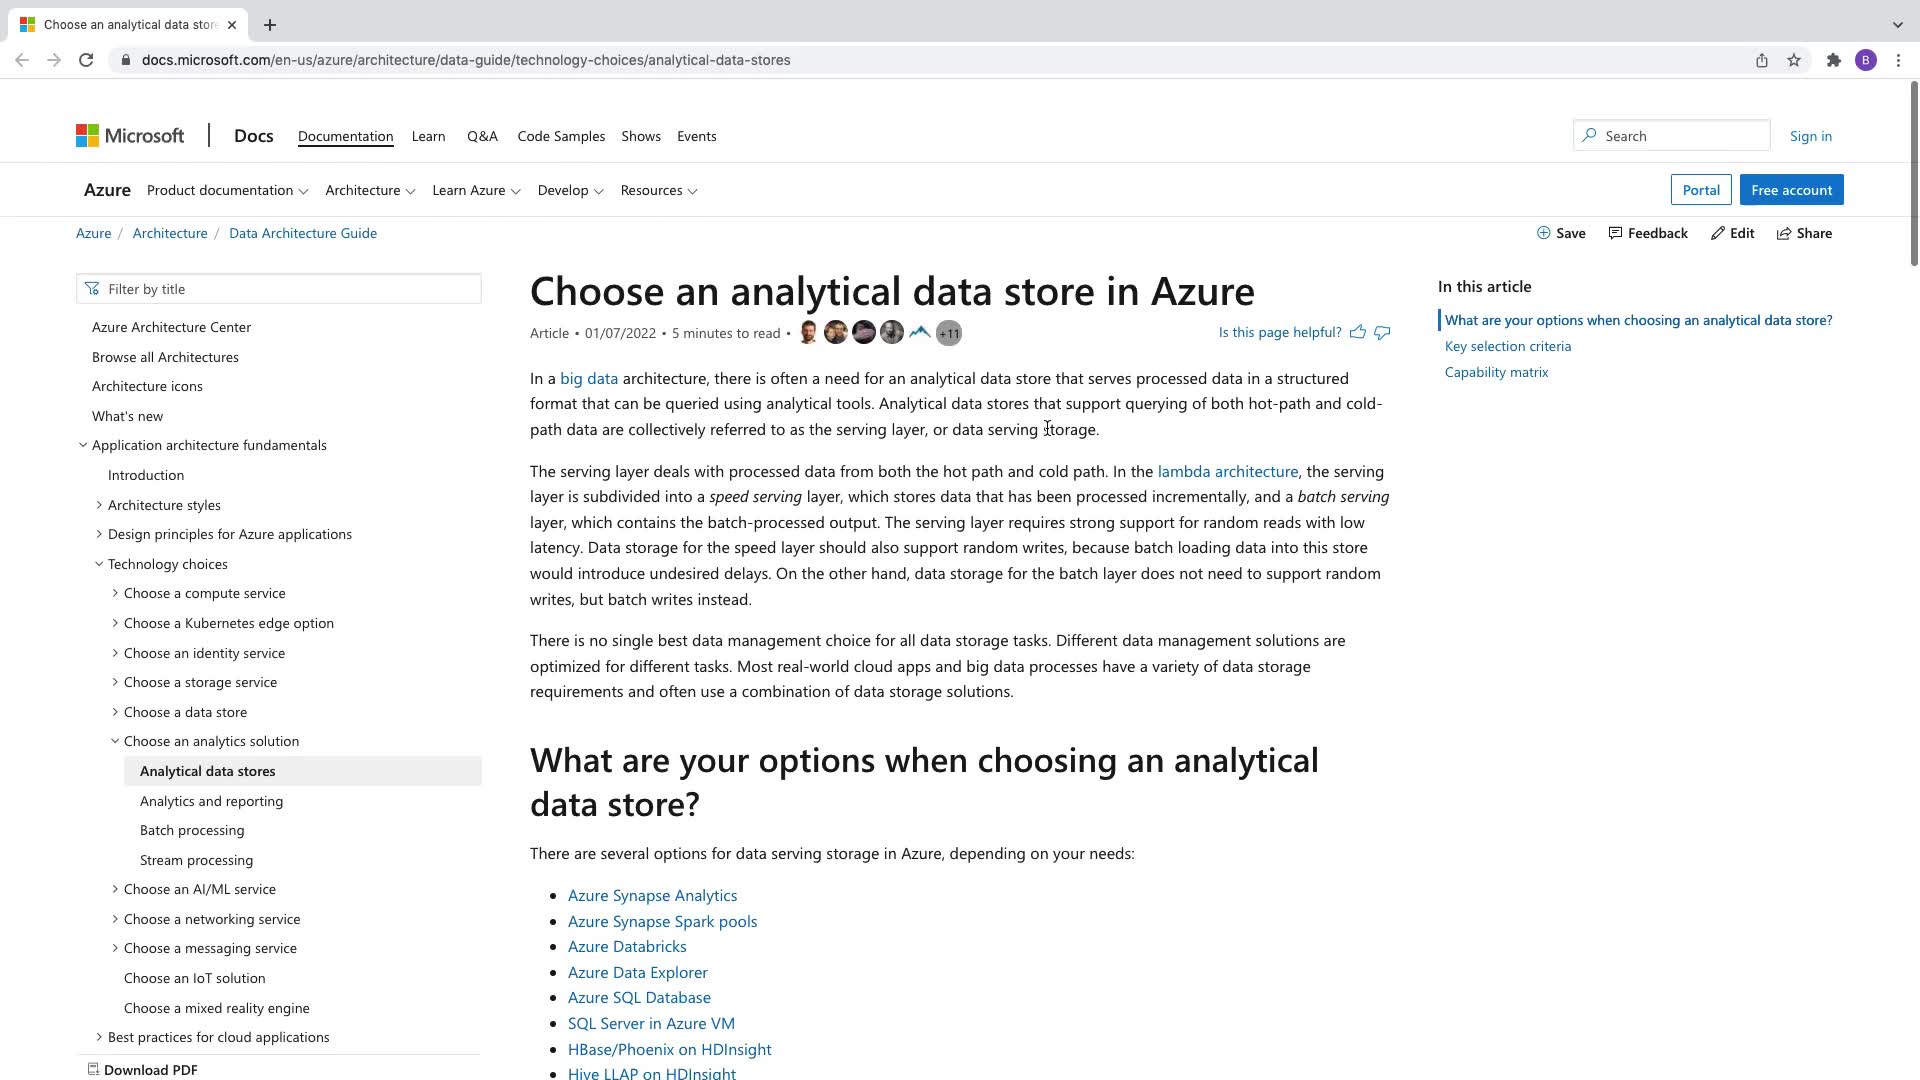 Choose an analytical data store
docs.microsoft.com/en-us/azure/architecture/data-guide/technology-choices/analytical-data-stores
B
Microsoft
Docs
Documentation
Learn
Q&A
Code Samples
Shows
Events
Search
Sign in
Azure
Product documentation
Architecture
Learn Azure
Develop
Resources
Portal
Free account
Azure / Architecture / Data Architecture Guide
Save
Feedback
Edit
Share
Filter by title
Azure Architecture Center
Browse all Architectures
Architecture icons
What's new
Application architecture fundamentals
Introduction
Architecture styles
Design principles for Azure applications
Technology choices
Choose a compute service
Choose a Kubernetes edge option
Choose an identity service
Choose a storage service
Choose a data store
Choose an analytics solution
Analytical data stores
Analytics and reporting
Batch processing
Stream processing
Choose an AI/ML service
Choose a networking service
Choose a messaging service
Choose an IoT solution
Choose a mixed reality engine
Best practices for cloud applications
Download PDF
Choose an analytical data store in Azure
Article • 01/07/2022 • 5 minutes to read • +11
Is this page helpful?
In a big data architecture, there is often a need for an analytical data store that serves processed data in a structured
format that can be queried using analytical tools. Analytical data stores that support querying of both hot-path and cold-
path data are collectively referred to as the serving layer, or data serving storage.
The serving layer deals with processed data from both the hot path and cold path. In the lambda architecture, the serving
layer is subdivided into a speed serving layer, which stores data that has been processed incrementally, and a batch serving
layer, which contains the batch-processed output. The serving layer requires strong support for random reads with low
latency. Data storage for the speed layer should also support random writes, because batch loading data into this store
would introduce undesired delays. On the other hand, data storage for the batch layer does not need to support random
writes, but batch writes instead.
There is no single best data management choice for all data storage tasks. Different data management solutions are
optimized for different tasks. Most real-world cloud apps and big data processes have a variety of data storage
requirements and often use a combination of data storage solutions.
What are your options when choosing an analytical
data store?
There are several options for data serving storage in Azure, depending on your needs:
• Azure Synapse Analytics
• Azure Synapse Spark pools
• Azure Databricks
• Azure Data Explorer
• Azure SQL Database
• SQL Server in Azure VM
• HBase/Phoenix on HDInsight
• Hive LLAP on HDInsight
In this article
What are your options when choosing an analytical data store?
Key selection criteria
Capability matrix